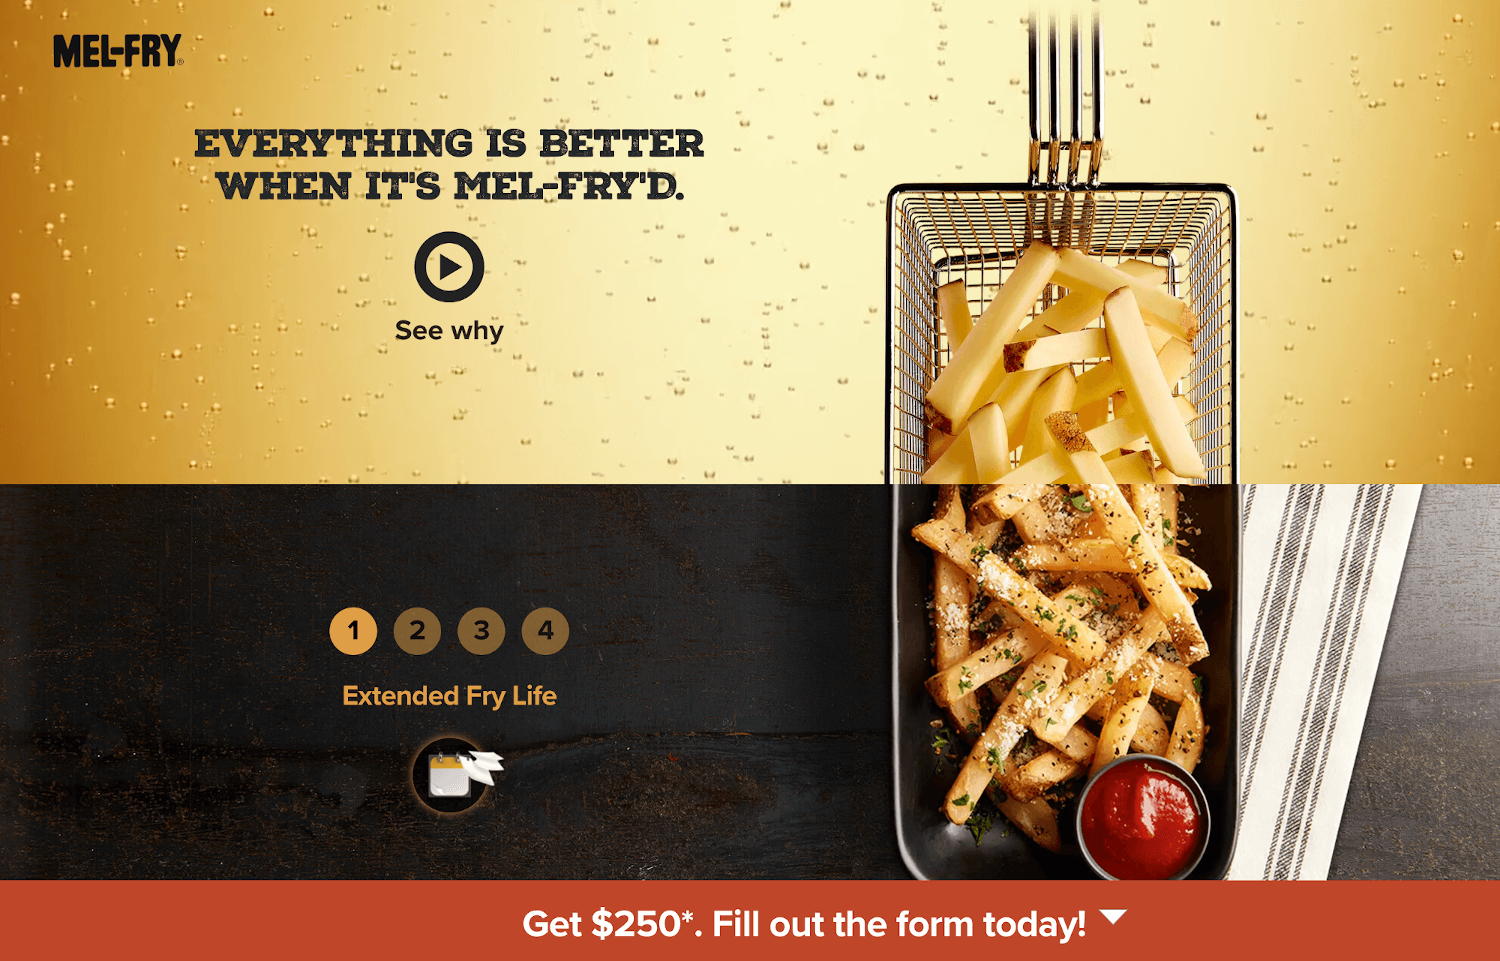 MEL-FRY®
EVERYTHING IS BETTER
WHEN IT'S MEL-FRY'D.
See why
1 2 3 4
Extended Fry Life
Get $250*. Fill out the form today!